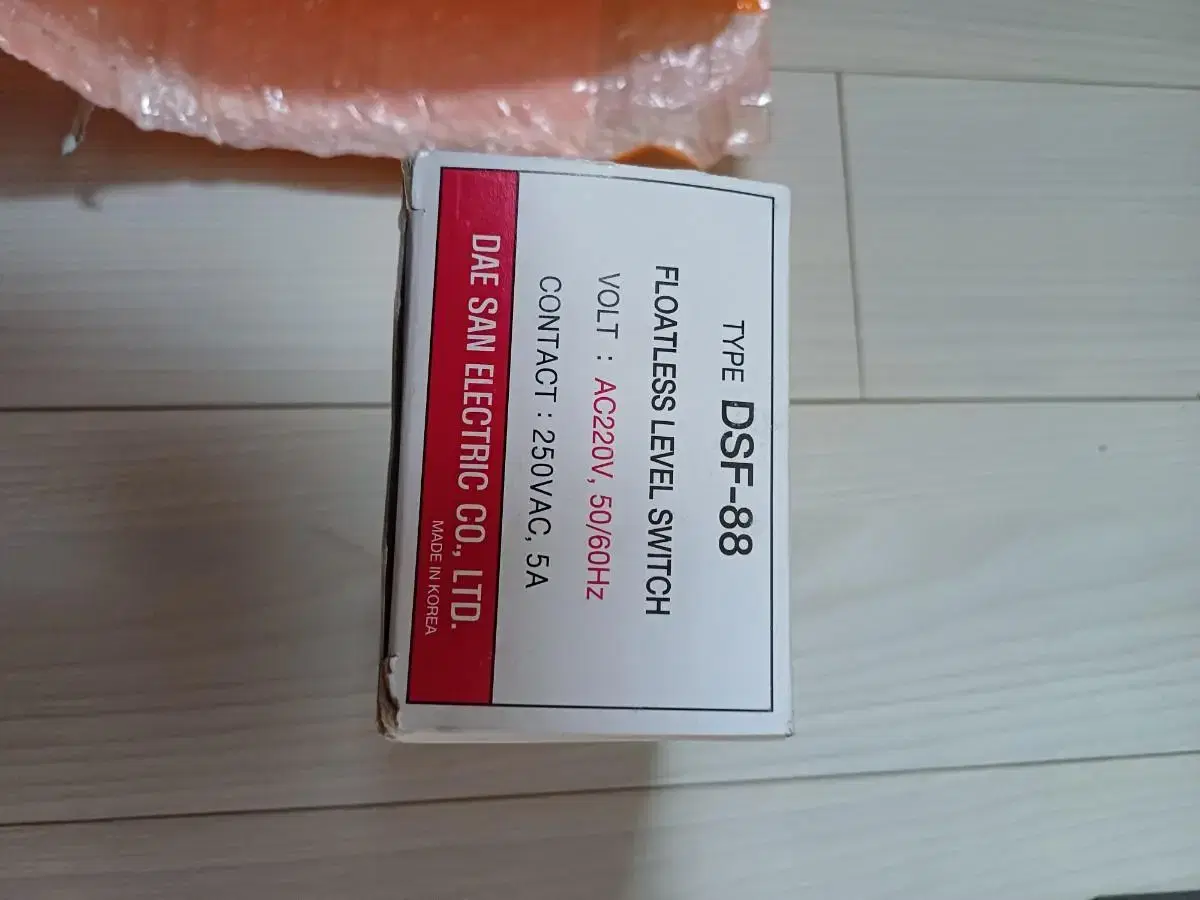 TYPE DSF-88
FLOATLESS LEVEL SWITCH
VOLT : AC220V, 50/60Hz
CONTACT : 250VAC, 5A
DAE SAN ELECTRIC CO., LTD.
MADE IN KOREA